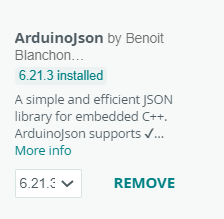 ArduinoJson by Benoit
Blanchon...
6.21.3 installed
A simple and efficient JSON
library for embedded C++.
ArduinoJson supports ✓...
More info
6.21.3
REMOVE